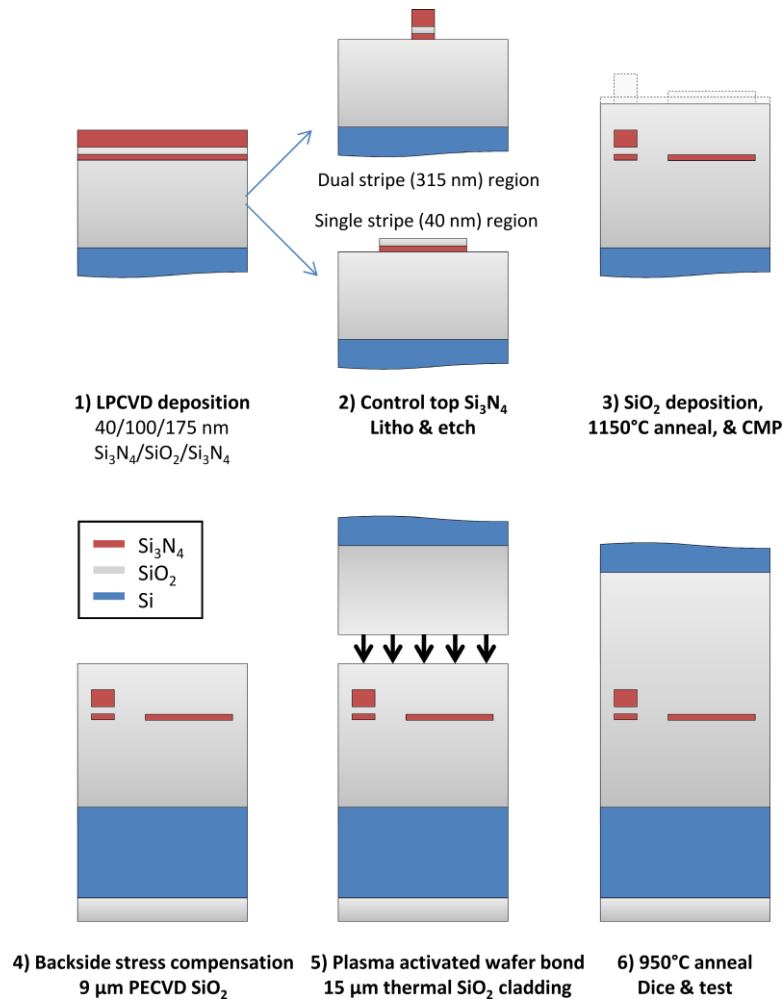 Dual stripe (315 nm) region
Single stripe (40 nm) region
1) LPCVD deposition
40/100/175 nm
Si₃N₄/SiO₂/Si₃N₄
2) Control top Si₃N₄
Litho & etch
3) SiO₂ deposition,
1150°C anneal, & CMP
Si₃N₄
SiO₂
Si
4) Backside stress compensation
9 µm PECVD SiO₂
5) Plasma activated wafer bond
15 µm thermal SiO₂ cladding
6) 950°C anneal
Dice & test